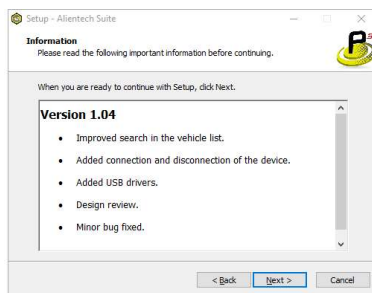 Setup - Alientech Suite
Information
Please read the following important information before continuing.
When you are ready to continue with Setup, click Next.
Version 1.04
Improved search in the vehicle list.
Added connection and disconnection of the device.
Added USB drivers.
Design review.
Minor bug fixed.
< Back
Next >
Cancel